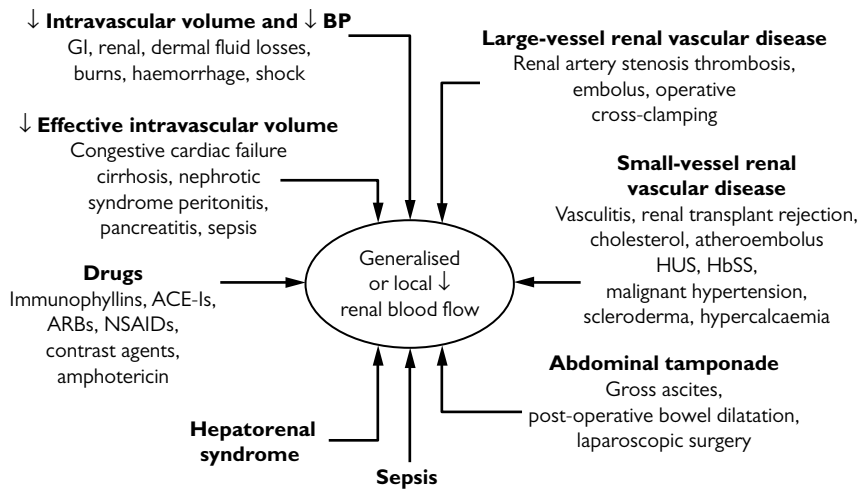 ↓ Intravascular volume and ↓ BP
GI, renal, dermal fluid losses,
burns, haemorrhage, shock
Large-vessel renal vascular disease
Renal artery stenosis thrombosis,
embolus, operative
cross-clamping
↓ Effective intravascular volume
Congestive cardiac failure
cirrhosis, nephrotic
syndrome peritonitis,
pancreatitis, sepsis
Small-vessel renal
vascular disease
Vasculitis, renal transplant rejection,
cholesterol, atheroembolus
HUS, HbSS,
malignant hypertension,
scleroderma, hypercalcaemia
Generalised
or local ↓
renal blood flow
Drugs
Immunophyllins, ACE-Is,
ARBs, NSAIDs,
contrast agents,
amphotericin
Abdominal tamponade
Gross ascites,
post-operative bowel dilatation,
laparoscopic surgery
Hepatorenal
syndrome
Sepsis